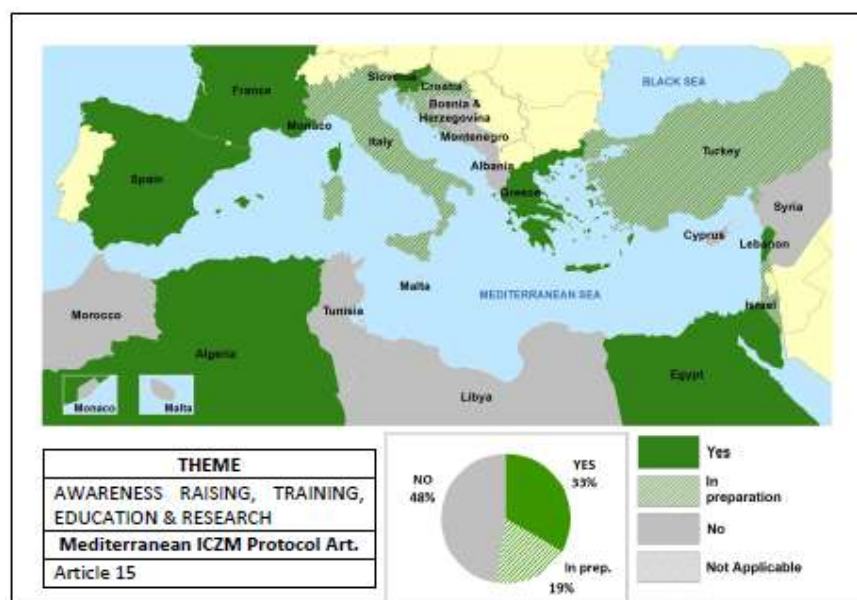 BLACK SEA
Slovenia
Croatia
France
Bosnia &
Herzegovina
Monaco
Italy
Montenegro
Turkey
Albania
Spain
Greece
Syria
Cyprus
Lebanon
Malta
MEDITERRANEAN SEA
Israel
Morocco
Tunisia
Algeria
Egypt
Libya
Monaco
Malta
THEME
AWARENESS RAISING, TRAINING,
EDUCATION & RESEARCH
Mediterranean ICZM Protocol Art.
Article 15
NO
48%
YES
33%
In prep.
19%
Yes
In
preparation
No
Not Applicable